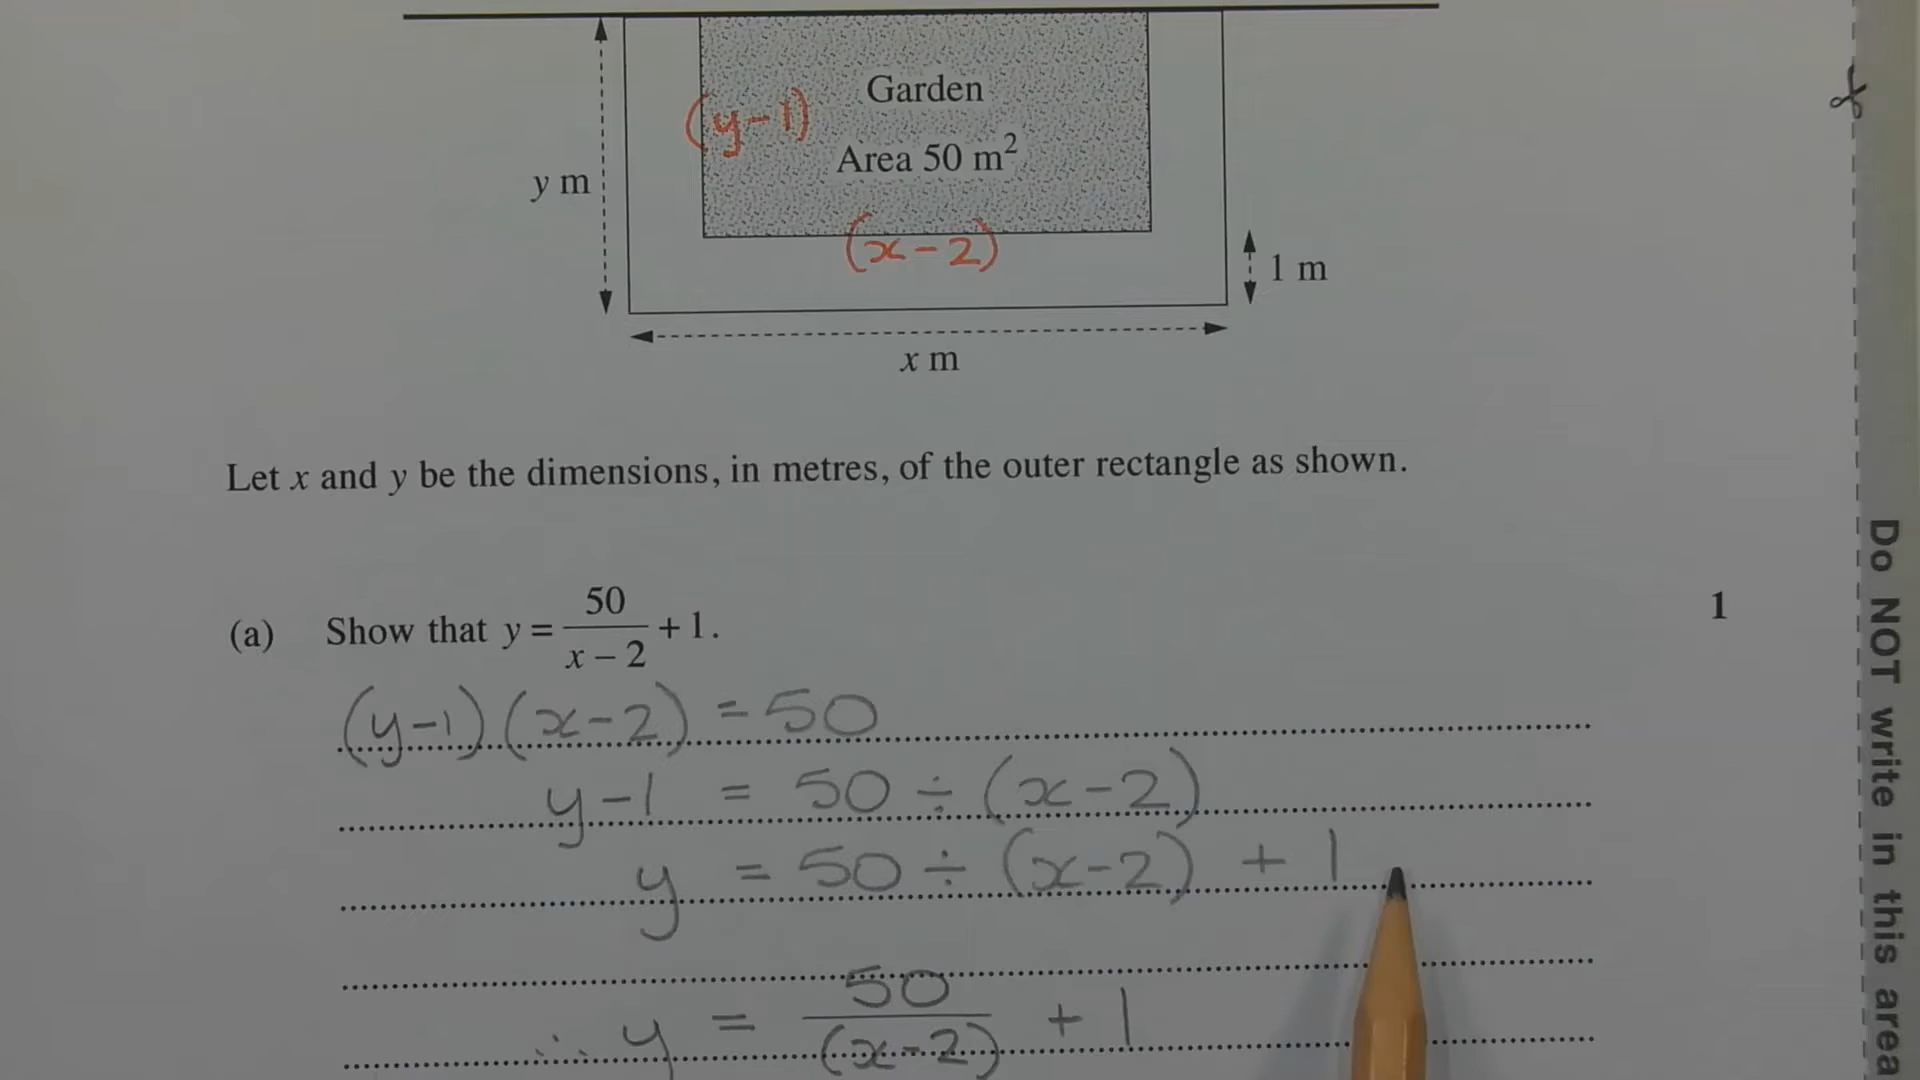 Garden
(y-1)
Area 50 m²
y m
(x-2)
1 m
x m
Let x and y be the dimensions, in metres, of the outer rectangle as shown.
(a) Show that y = 50/(x – 2) + 1. 1
(y-1)(x-2) = 50
y-1 = 50 ÷ (x-2)
y = 50 ÷ (x-2) + 1
∴ y = 50/(x-2) + 1
Do NOT write in this area